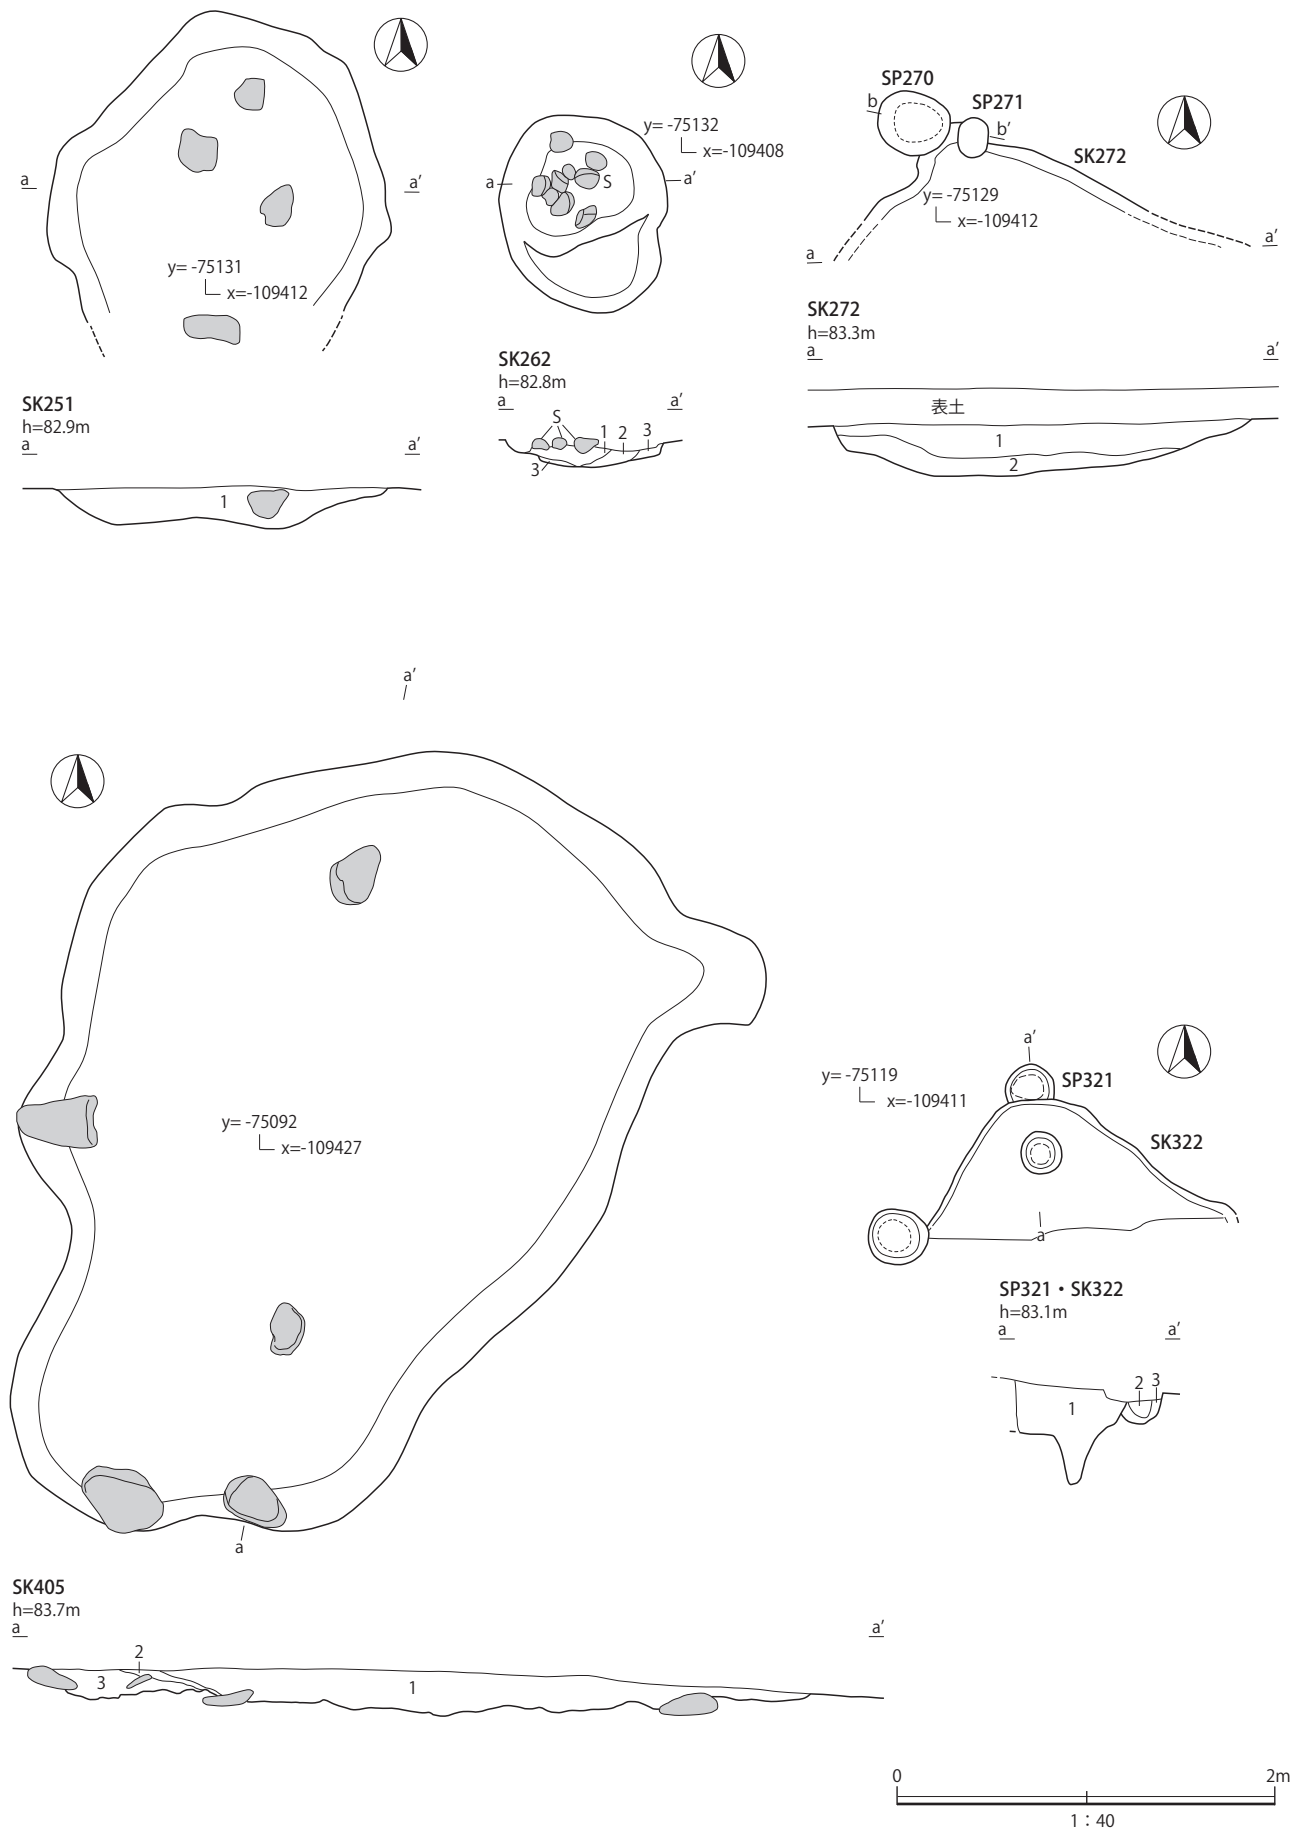 a
a′
y= -75131
x=-109412
SK251
h=82.9m
a
a′
1
y= -75132
x=-109408
a
a′
S
SK262
h=82.8m
a
a′
S
1
2
3
3
SP270
SP271
b
b′
SK272
y= -75129
x=-109412
a
a′
SK272
h=83.3m
a
a′
表土
1
2
a′
y= -75092
x=-109427
a
SK405
h=83.7m
a
a′
2
3
1
a′
y= -75119
x=-109411
SP321
SK322
a
SP321・SK322
h=83.1m
a
a′
2
3
1
0
2m
1：40